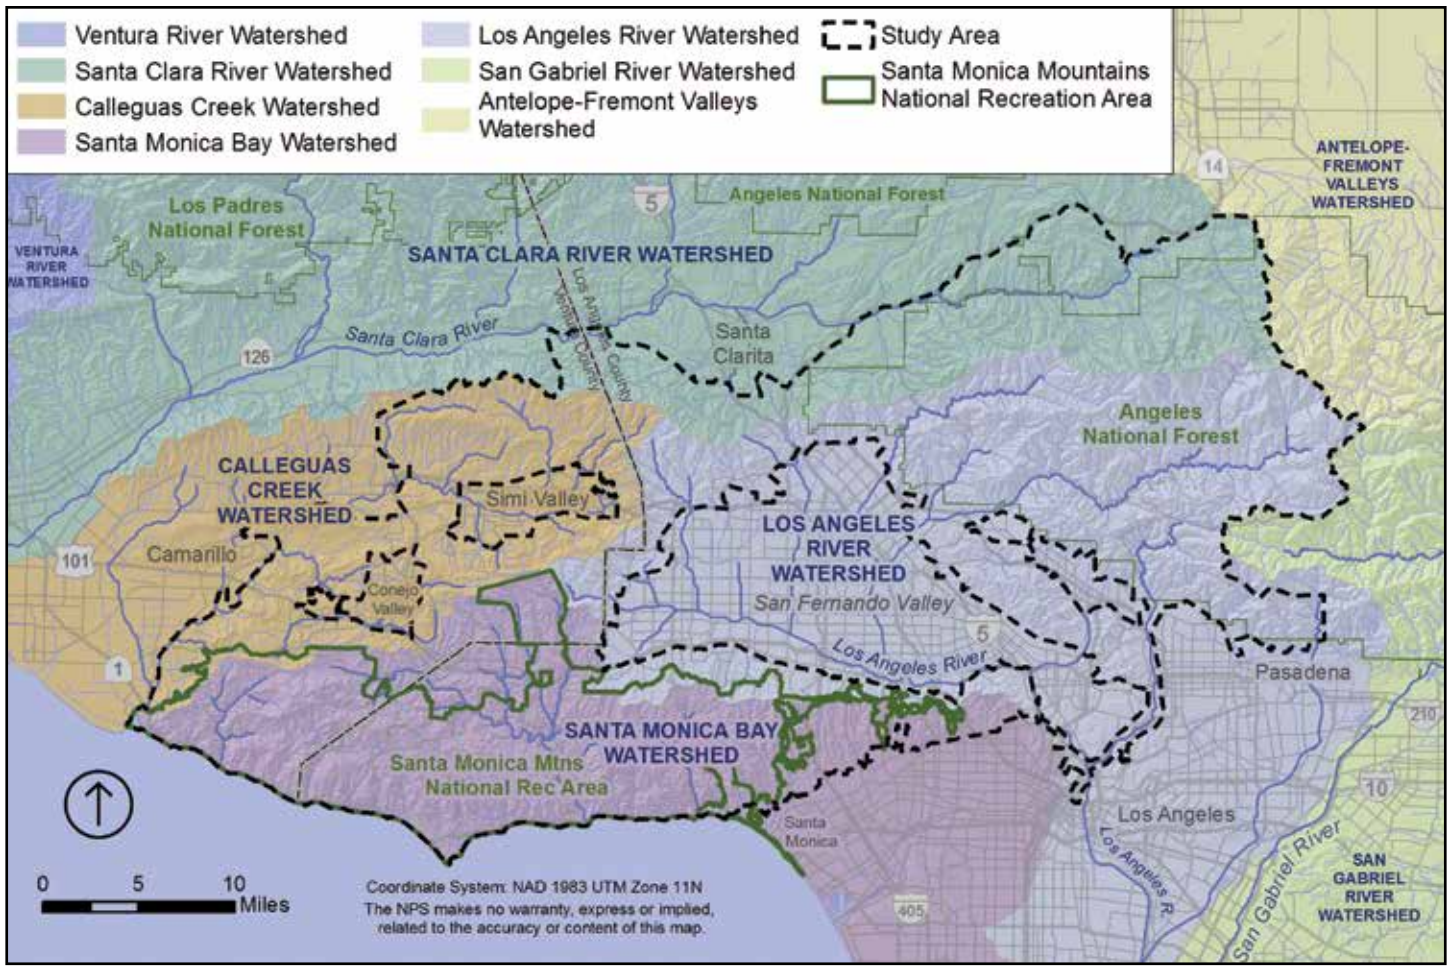 Ventura River Watershed
Santa Clara River Watershed
Calleguas Creek Watershed
Santa Monica Bay Watershed
Los Angeles River Watershed
San Gabriel River Watershed
Antelope-Fremont Valleys
Watershed
Study Area
Santa Monica Mountains
National Recreation Area
ANTELOPE-
FREMONT
VALLEYS
WATERSHED
14
5
Angeles National Forest
Los Padres
National Forest
VENTURA
RIVER
WATERSHED
SANTA CLARA RIVER WATERSHED
Los Angeles County
Ventura County
Santa Clara River
126
Santa
Clarita
Angeles
National Forest
CALLEGUAS
CREEK
WATERSHED
Simi Valley
LOS ANGELES
RIVER
WATERSHED
San Fernando Valley
Camarillo
101
Conejo
Valley
5
Los Angeles River
1
Pasadena
210
SANTA MONICA BAY
WATERSHED
Santa Monica Mtns
National Rec Area
10
Los Angeles
Santa
Monica
Los Angeles R.
San Gabriel River
SAN
GABRIEL
RIVER
WATERSHED
405
0 5 10
Miles
Coordinate System: NAD 1983 UTM Zone 11N
The NPS makes no warranty, express or implied,
related to the accuracy or content of this map.